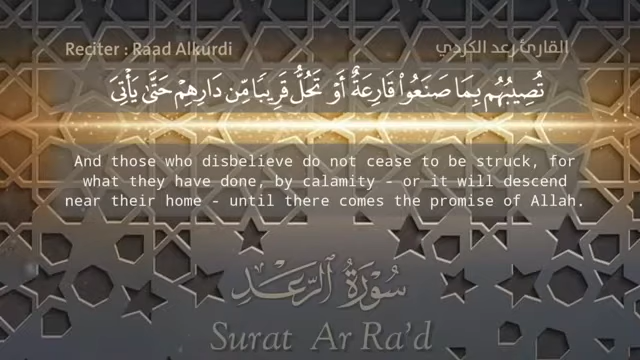 Reciter : Raad Alkurdi
القارئ رعد الكردي
تُصِيبُهُم بِمَا صَنَعُوا۟ قَارِعَةٌ أَوْ تَحُلُّ قَرِيبًا مِّن دَارِهِمْ حَتَّىٰ يَأْتِىَ
And those who disbelieve do not cease to be struck, for
what they have done, by calamity - or it will descend
near their home - until there comes the promise of Allah.
سُورَةُ ٱلرَّعْدِ
Surat Ar Ra'd